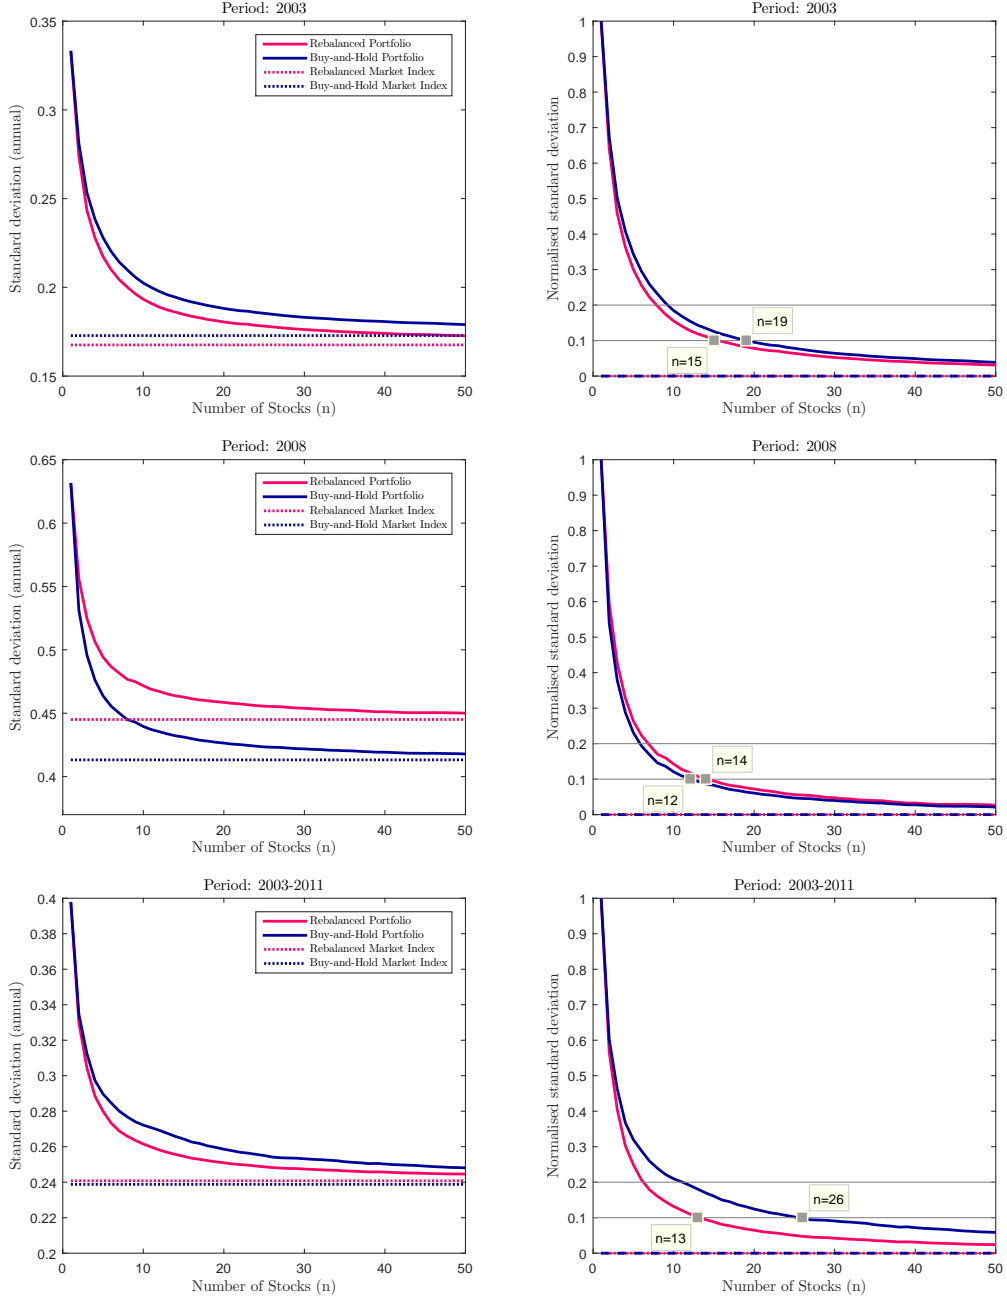 Period: 2003
0.35
0.3
0.25
0.2
0.15
Standard deviation (annual)
Rebalanced Portfolio
Buy-and-Hold Portfolio
Rebalanced Market Index
Buy-and-Hold Market Index
0 10 20 30 40 50
Number of Stocks (n)
Period: 2003
1
0.9
0.8
0.7
0.6
0.5
0.4
0.3
0.2
0.1
0
Normalised standard deviation
n=19
n=15
0 10 20 30 40 50
Number of Stocks (n)
Period: 2008
0.65
0.6
0.55
0.5
0.45
0.4
Standard deviation (annual)
Rebalanced Portfolio
Buy-and-Hold Portfolio
Rebalanced Market Index
Buy-and-Hold Market Index
0 10 20 30 40 50
Number of Stocks (n)
Period: 2008
1
0.9
0.8
0.7
0.6
0.5
0.4
0.3
0.2
0.1
0
Normalised standard deviation
n=14
n=12
0 10 20 30 40 50
Number of Stocks (n)
Period: 2003-2011
0.4
0.38
0.36
0.34
0.32
0.3
0.28
0.26
0.24
0.22
0.2
Standard deviation (annual)
Rebalanced Portfolio
Buy-and-Hold Portfolio
Rebalanced Market Index
Buy-and-Hold Market Index
0 10 20 30 40 50
Number of Stocks (n)
Period: 2003-2011
1
0.9
0.8
0.7
0.6
0.5
0.4
0.3
0.2
0.1
0
Normalised standard deviation
n=26
n=13
0 10 20 30 40 50
Number of Stocks (n)